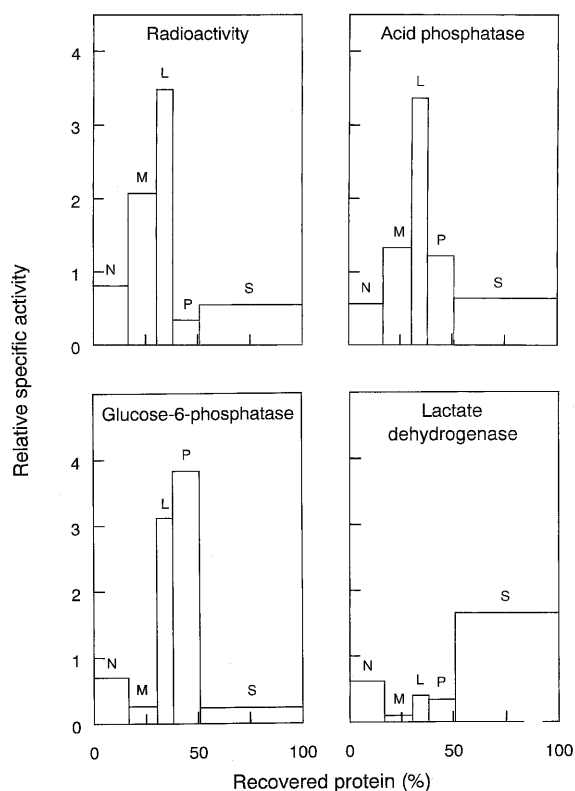 Radioactivity
4
3
2
1
0
N
M
L
P
S
Acid phosphatase
N
M
L
P
S
Relative specific activity
Glucose-6-phosphatase
4
3
2
1
0
N
M
L
P
S
0
50
100
Lactate
dehydrogenase
N
M
L
P
S
0
50
100
Recovered protein (%)